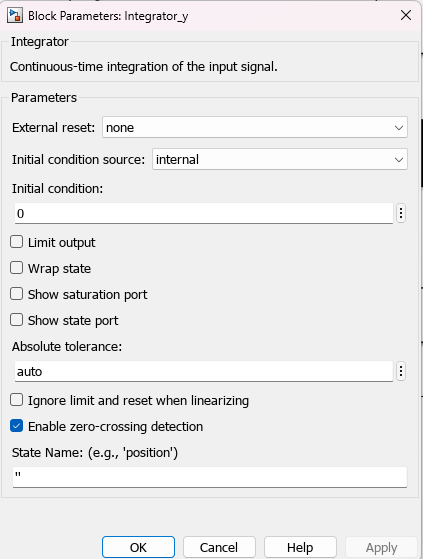 Block Parameters: Integrator_y
Integrator
Continuous-time integration of the input signal.
Parameters
External reset: none
Initial condition source: internal
Initial condition:
0
Limit output
Wrap state
Show saturation port
Show state port
Absolute tolerance:
auto
Ignore limit and reset when linearizing
Enable zero-crossing detection
State Name: (e.g., 'position')
''
OK Cancel Help Apply